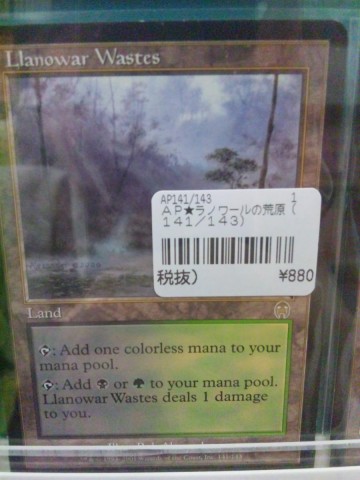 Llanowar Wastes
AP141/143 1
AP★ラノワールの荒原(
141/143)
税抜) ¥880
Land
: Add one colorless mana to your
mana pool.
: Add or to your mana pool.
Llanowar Wastes deals 1 damage
to you.